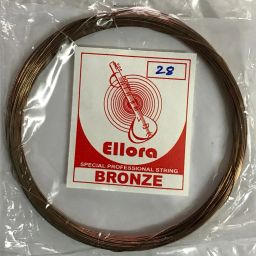 28
Ellora
SPECIAL PROFESSIONAL STRING
BRONZE